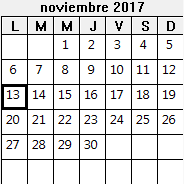 noviembre 2017
L M M J V S D
1 2 3 4 5
6 7 8 9 10 11 12
13 14 15 16 17 18 19
20 21 22 23 24 25 26
27 28 29 30